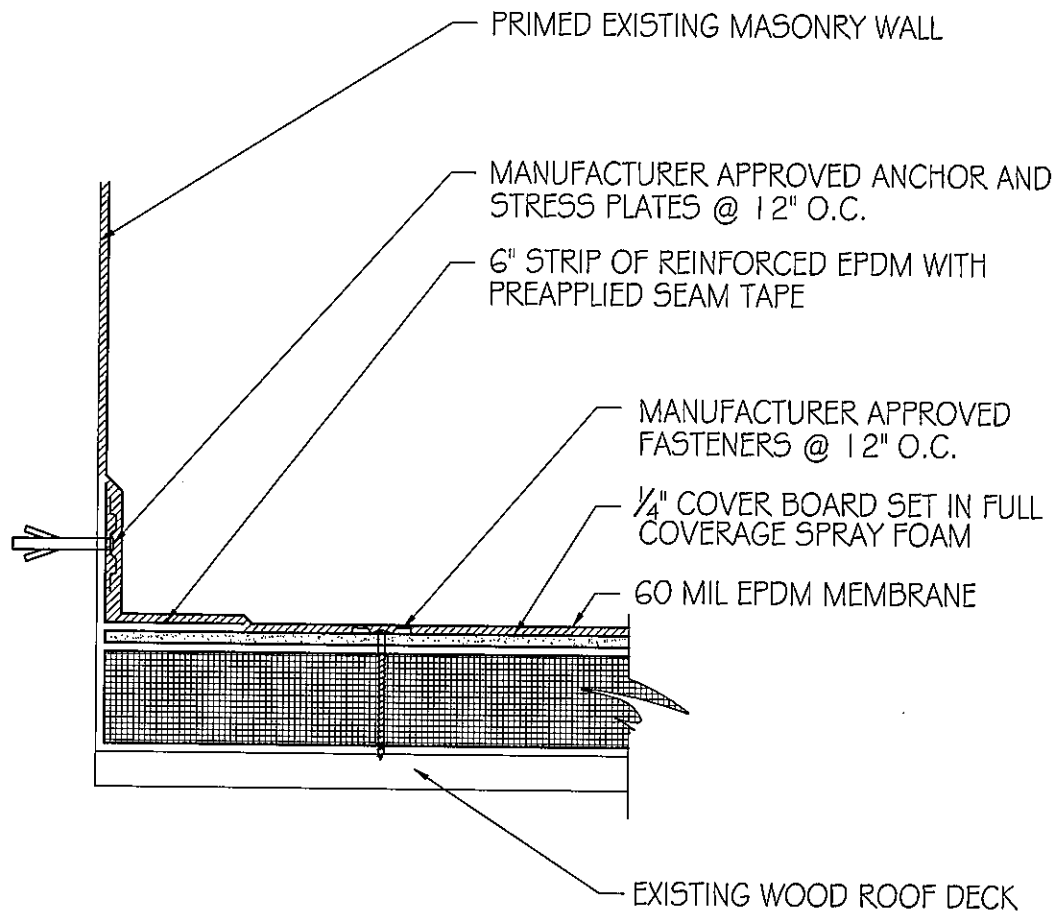 PRIMED EXISTING MASONRY WALL
MANUFACTURER APPROVED ANCHOR AND
STRESS PLATES @ 12" O.C.
6" STRIP OF REINFORCED EPDM WITH
PREAPPLIED SEAM TAPE
MANUFACTURER APPROVED
FASTENERS @ 12" O.C.
1/4" COVER BOARD SET IN FULL
COVERAGE SPRAY FOAM
60 MIL EPDM MEMBRANE
EXISTING WOOD ROOF DECK